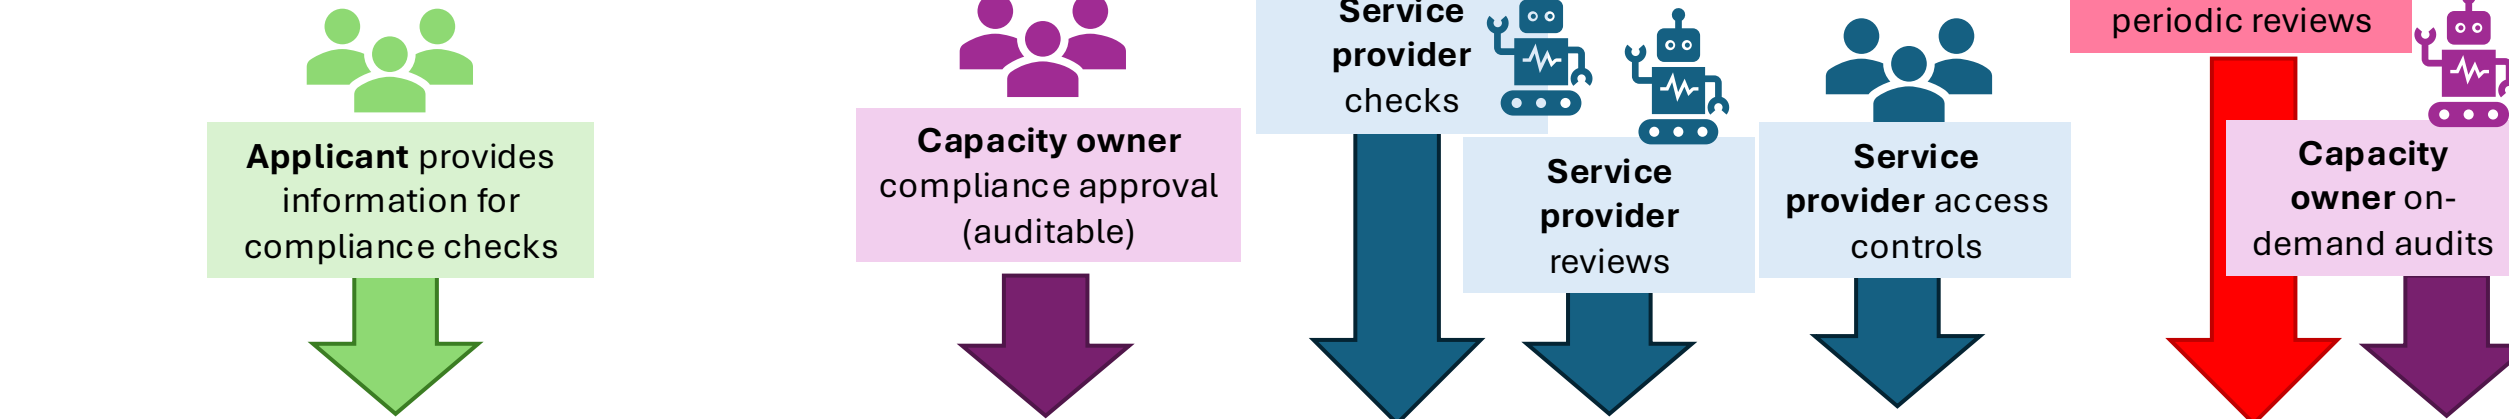 Applicant provides
information for
compliance checks
Capacity owner
compliance approval
(auditable)
Service
provider
checks
Service
provider
reviews
Service
provider access
controls
periodic reviews
Capacity
owner on-
demand audits